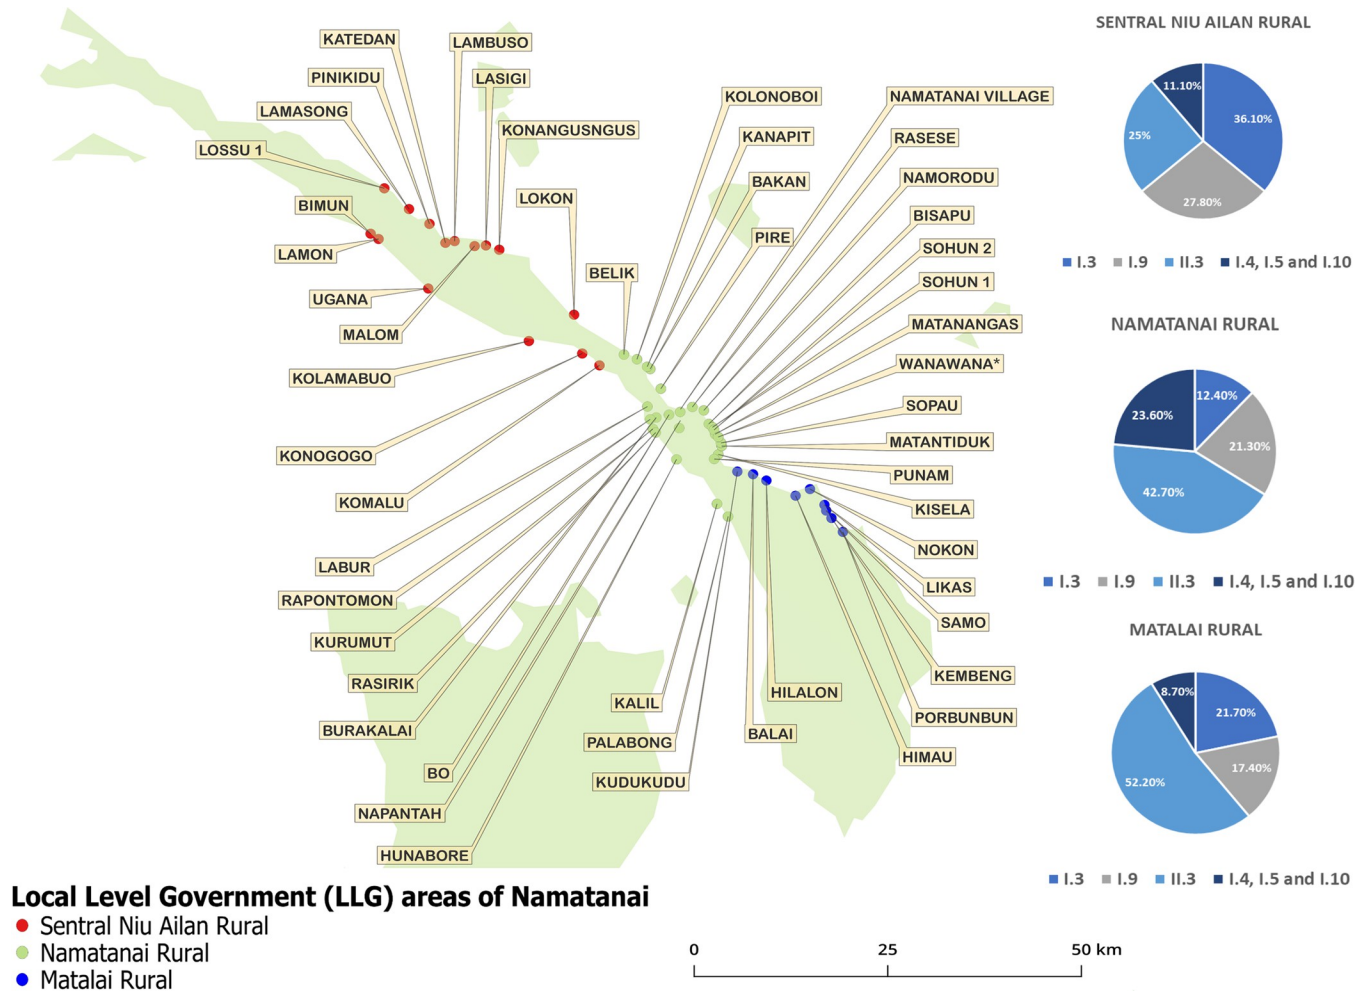 KATEDAN
LAMBUSO
PINIKIDU
LASIGI
LAMASONG
KONANGUSNGUS
LOSSU 1
LOKON
BIMUN
LAMON
BELIK
UGANA
MALOM
KOLAMABUO
KONOGOGO
KOMALU
LABUR
RAPONTOMON
KURUMUT
RASIRIK
BURAKALAI
BO
NAPANTAH
HUNABORE
KOLONOBOI
KANAPIT
BAKAN
PIRE
NAMATANAI VILLAGE
RASESE
NAMORODU
BISAPU
SOHUN 2
SOHUN 1
MATANANGAS
WANAWANA*
SOPAU
MATANTIDUK
PUNAM
KISELA
NOKON
LIKAS
SAMO
KEMBENG
PORBUNBUN
HIMAU
HILALON
BALAI
KALIL
PALABONG
KUDUKUDU
SENTRAL NIU AILAN RURAL
11.10%
36.10%
25%
27.80%
I.3 I.9 II.3 I.4, I.5 and I.10
NAMATANAI RURAL
12.40%
23.60%
21.30%
42.70%
I.3 I.9 II.3 I.4, I.5 and I.10
MATALAI RURAL
8.70%
21.70%
17.40%
52.20%
I.3 I.9 II.3 I.4, I.5 and I.10
Local Level Government (LLG) areas of Namatanai
Sentral Niu Ailan Rural
Namatanai Rural
Matalai Rural
0 25 50 km